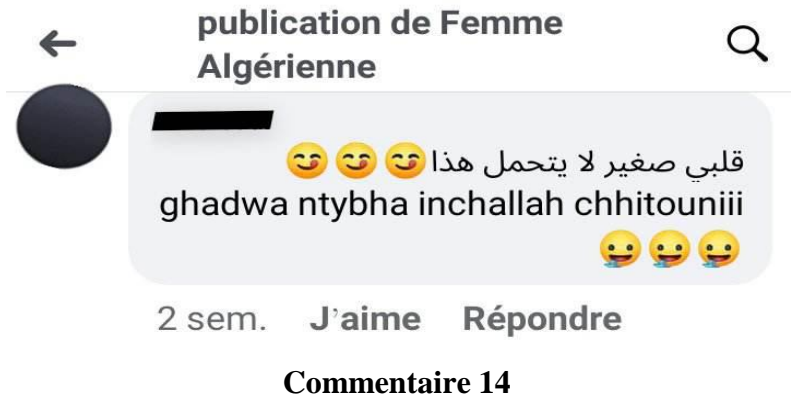 publication de Femme
Algérienne
قلبي صغير لا يتحمل هذا😋😋😋
ghadwa ntybha inchallah chhitouniii
🤤🤤🤤
2 sem. J’aime Répondre
Commentaire 14